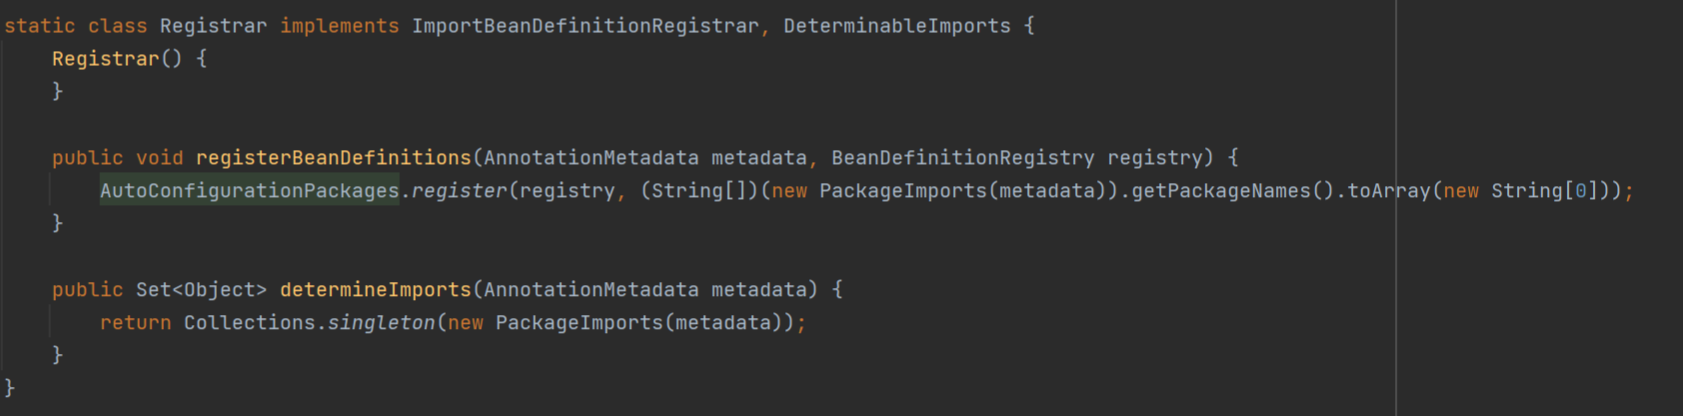 static class Registrar implements ImportBeanDefinitionRegistrar, DeterminableImports {
    Registrar() {
    }

    public void registerBeanDefinitions(AnnotationMetadata metadata, BeanDefinitionRegistry registry) {
        AutoConfigurationPackages.register(registry, (String[])(new PackageImports(metadata)).getPackageNames().toArray(new String[0]));
    }

    public Set<Object> determineImports(AnnotationMetadata metadata) {
        return Collections.singleton(new PackageImports(metadata));
    }
}